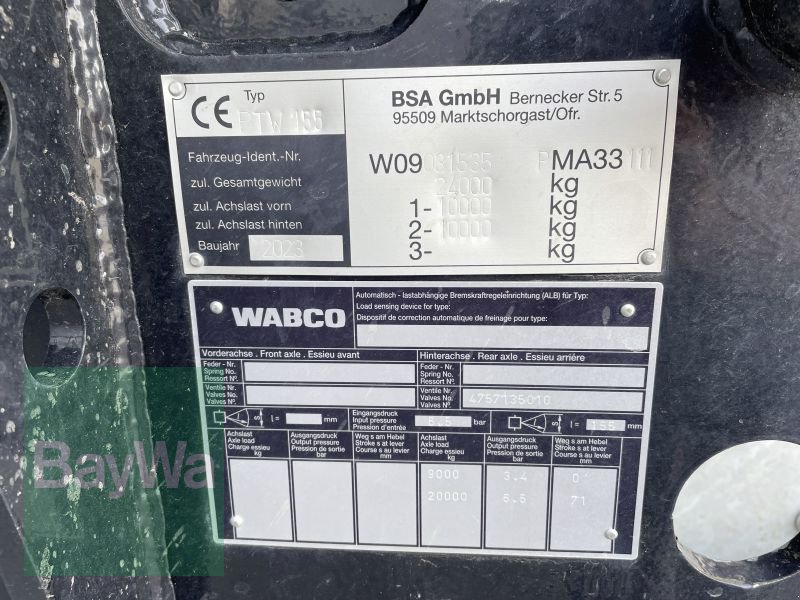 CE Typ
PTW 155
BSA GmbH Bernecker Str. 5
95509 Marktschorgast/Ofr.
Fahrzeug-Ident.-Nr.
W09 PMA33
zul. Gesamtgewicht 24000 kg
zul. Achslast vorn 1- 10000 kg
zul. Achslast hinten 2- 10000 kg
Baujahr 2023 3-
WABCO
Automatisch - lastabhängige Bremskraftregeleinrichtung (ALB) für Typ:
Load sensing device for type:
Dispositif de correction automatique de freinage pour type:
Vorderachse . Front axle . Essieu avant
Hinterachse . Rear axle . Essieu arriére
Feder - Nr.
Spring No.
Ressort Nº.
Feder - Nr.
Spring No.
Ressort Nº.
Ventile Nr.
Valves No.
Valves Nº.
Ventile Nr.
Valves No.
Valves Nº.
4757135010
S l = mm
Eingangsdruck
Input pressure
Pression d'entrée
6.5 bar
S l = 155 mm
Achslast
Axle load
Charge essieu
kg
Ausgangsdruck
Output pressure
Pression de sortie
bar
Weg s am Hebel
Stroke s at lever
Course s au levier
mm
Achslast
Axle load
Charge essieu
kg
Ausgangsdruck
Output pressure
Pression de sortie
bar
Weg s am Hebel
Stroke s at lever
Course s au levier
mm
9000 3.4 0
20000 6.5 71
BayWa